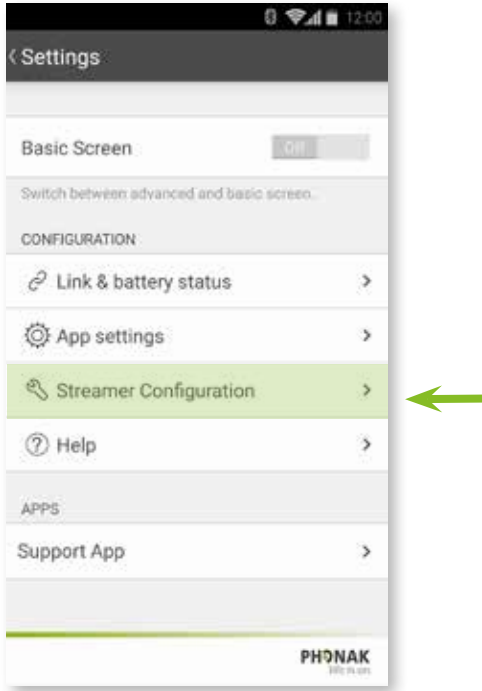 12:00
Settings
Basic Screen
Off
Switch between advanced and basic screen.
CONFIGURATION
Link & battery status
App settings
Streamer Configuration
Help
APPS
Support App
PHONAK
life is on